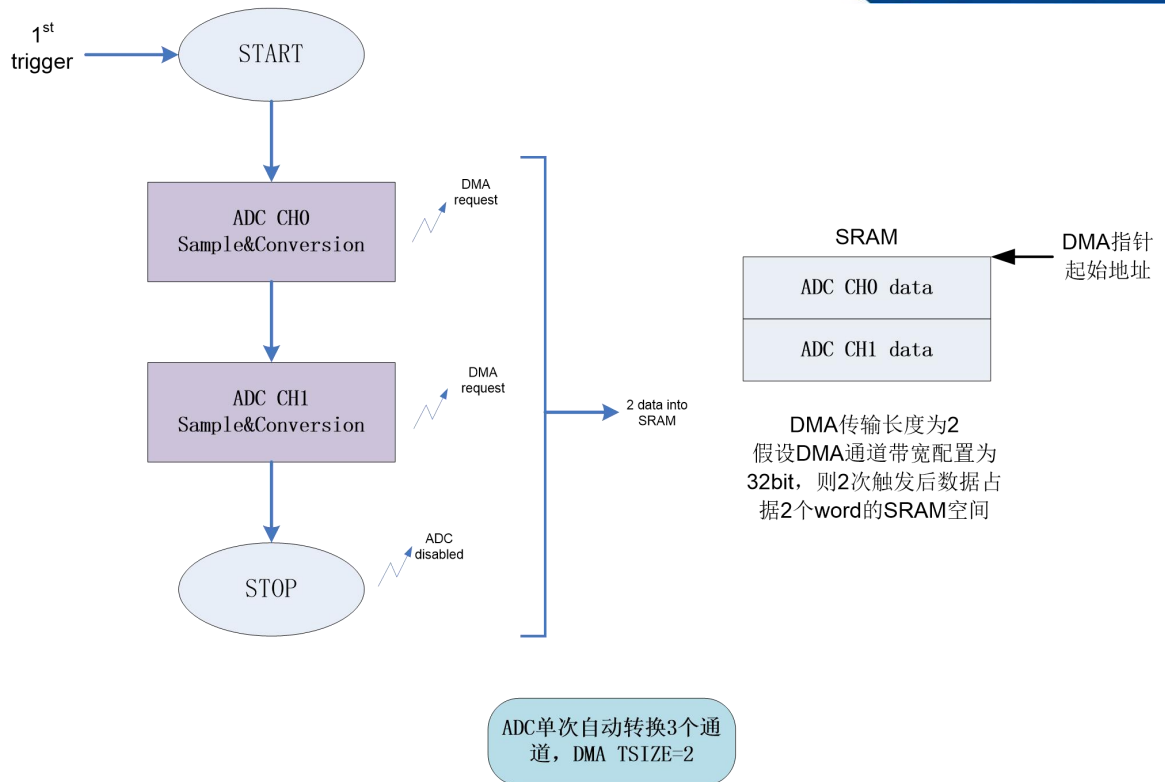 1st
trigger
START
ADC CH0
Sample&Conversion
DMA
request
ADC CH1
Sample&Conversion
DMA
request
STOP
ADC
disabled
2 data into
SRAM
SRAM
DMA指针
起始地址
ADC CH0 data
ADC CH1 data
DMA传输长度为2
假设DMA通道带宽配置为
32bit，则2次触发后数据占
据2个word的SRAM空间
ADC单次自动转换3个通
道，DMA TSIZE=2